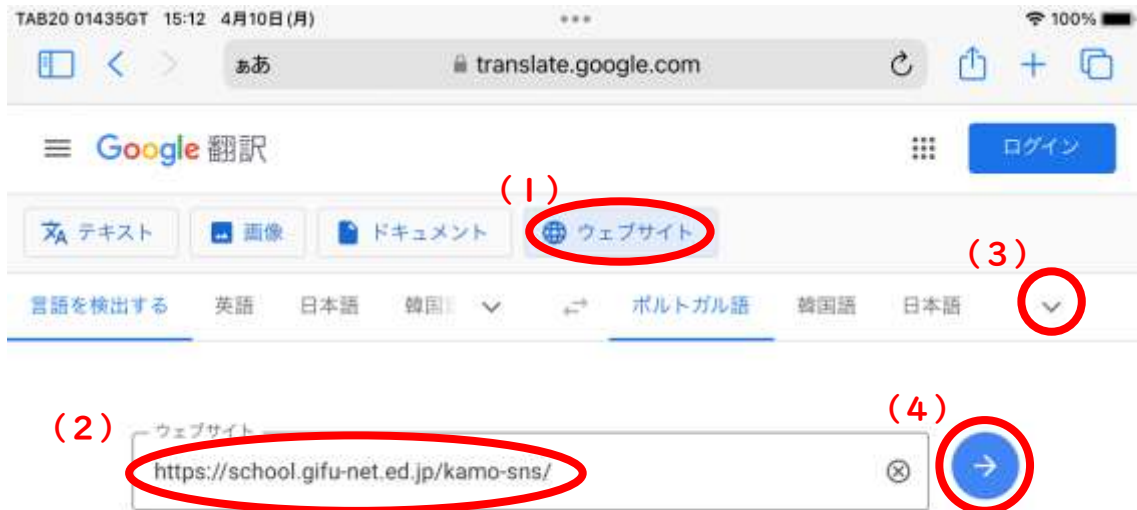 TAB20 01435GT 15:12 4月10日(月) 100%
ぁあ translate.google.com
Google 翻訳 ログイン
(1)
テキスト 画像 ドキュメント ウェブサイト
(3)
言語を検出する 英語 日本語 韓国 ポルトガル語 韓国語 日本語
(2) ウェブサイト (4)
https://school.gifu-net.ed.jp/kamo-sns/